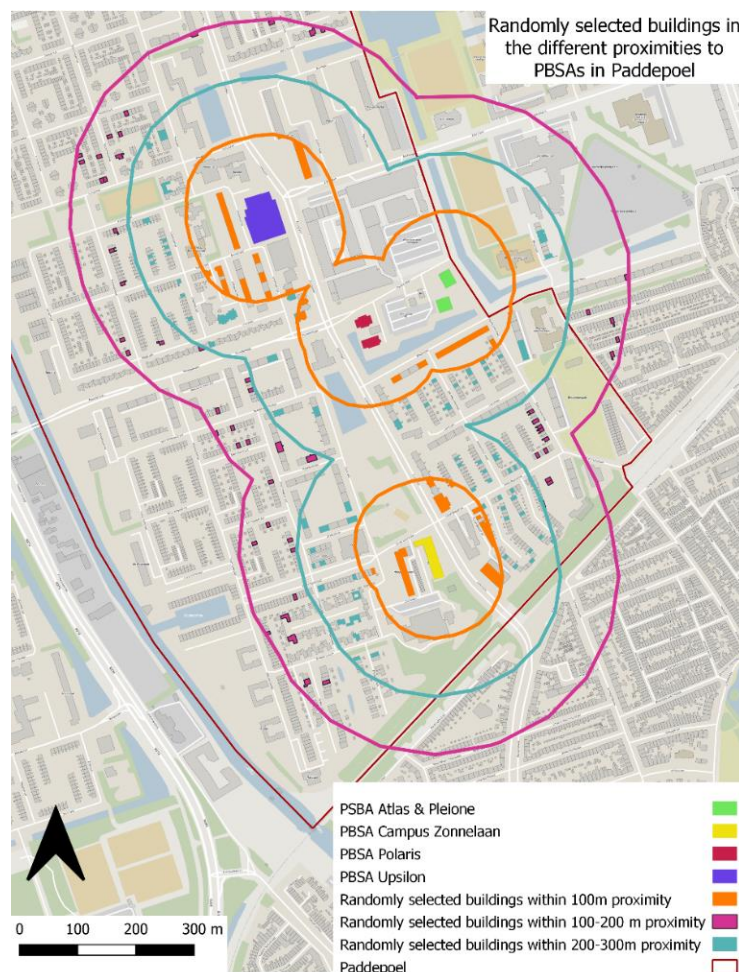 Randomly selected buildings in
the different proximities to
PBSAs in Paddepoel
PSBA Atlas & Pleione
PBSA Campus Zonnelaan
PBSA Polaris
PBSA Upsilon
Randomly selected buildings within 100m proximity
Randomly selected buildings within 100-200 m proximity
Randomly selected buildings within 200-300m proximity
Paddepoel
0 100 200 300 m